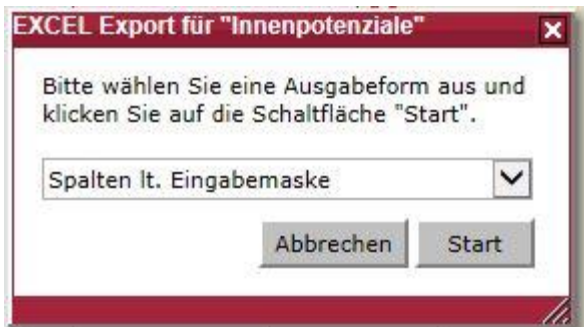 EXCEL Export für "Innenpotenziale"
Bitte wählen Sie eine Ausgabeform aus und
klicken Sie auf die Schaltfläche "Start".
Spalten lt. Eingabemaske
Abbrechen Start